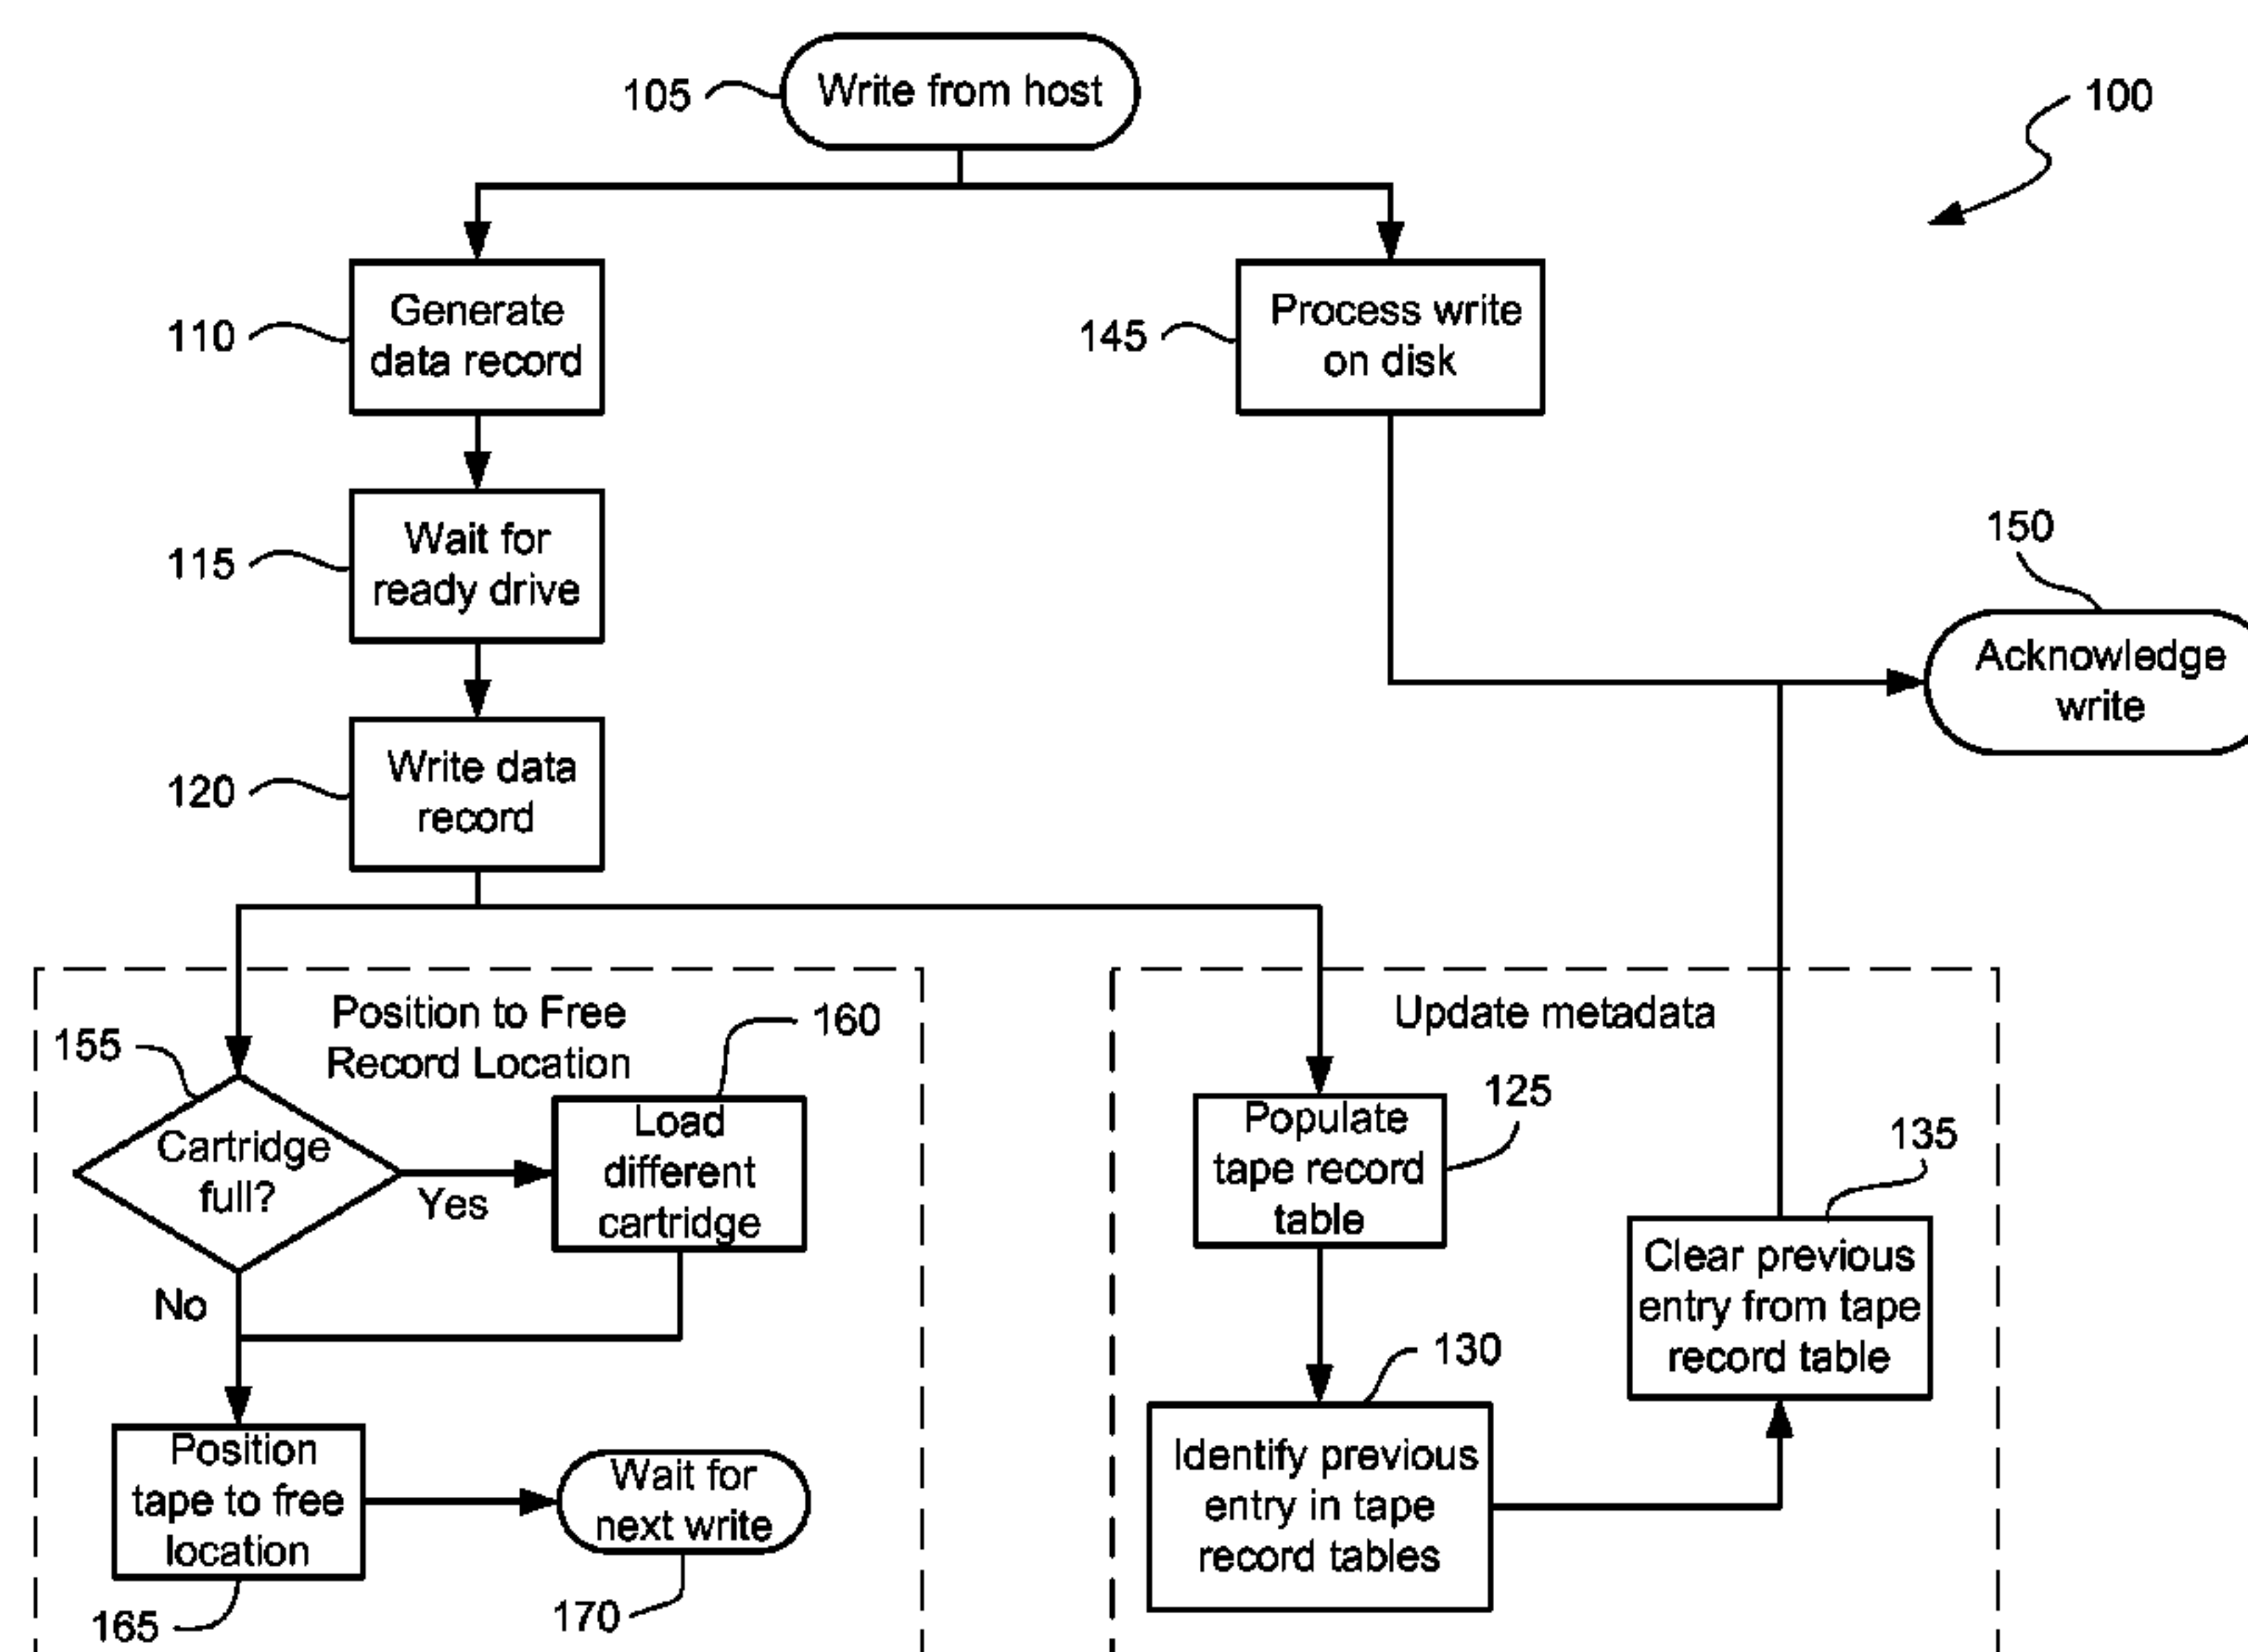 Write from host
105
100
Generate
data record
110
Process write
on disk
145
Wait for
ready drive
115
150
Acknowledge
write
Write data
record
120
Position to Free
Record Location
155
160
Update metadata
Cartridge
full?
Yes
No
Load
different
cartridge
Populate
tape record
table
125
135
Clear previous
entry from tape
record table
130
Identify previous
entry in tape
record tables
Position
tape to free
location
165
Wait for
next write
170